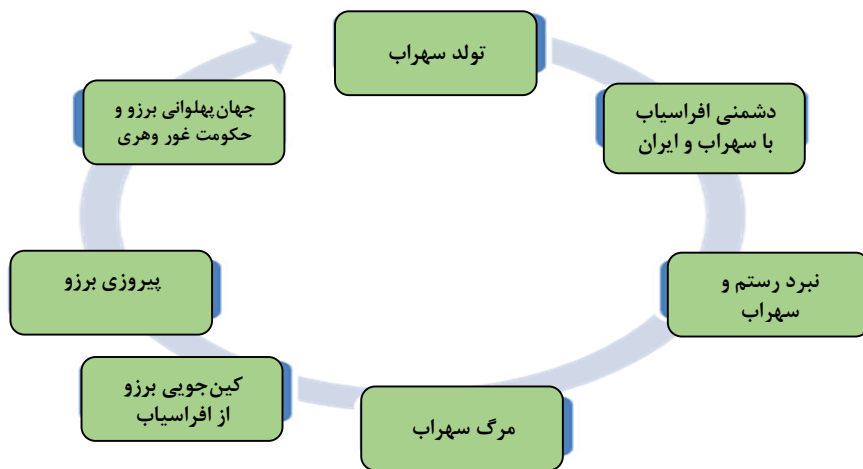 تولد سهراب
دشمنی افراسیاب
با سهراب و ایران
نبرد رستم و
سهراب
مرگ سهراب
کین‌جویی برزو
از افراسیاب
پیروزی برزو
جهان‌پهلوانی برزو و
حکومت غور وهری